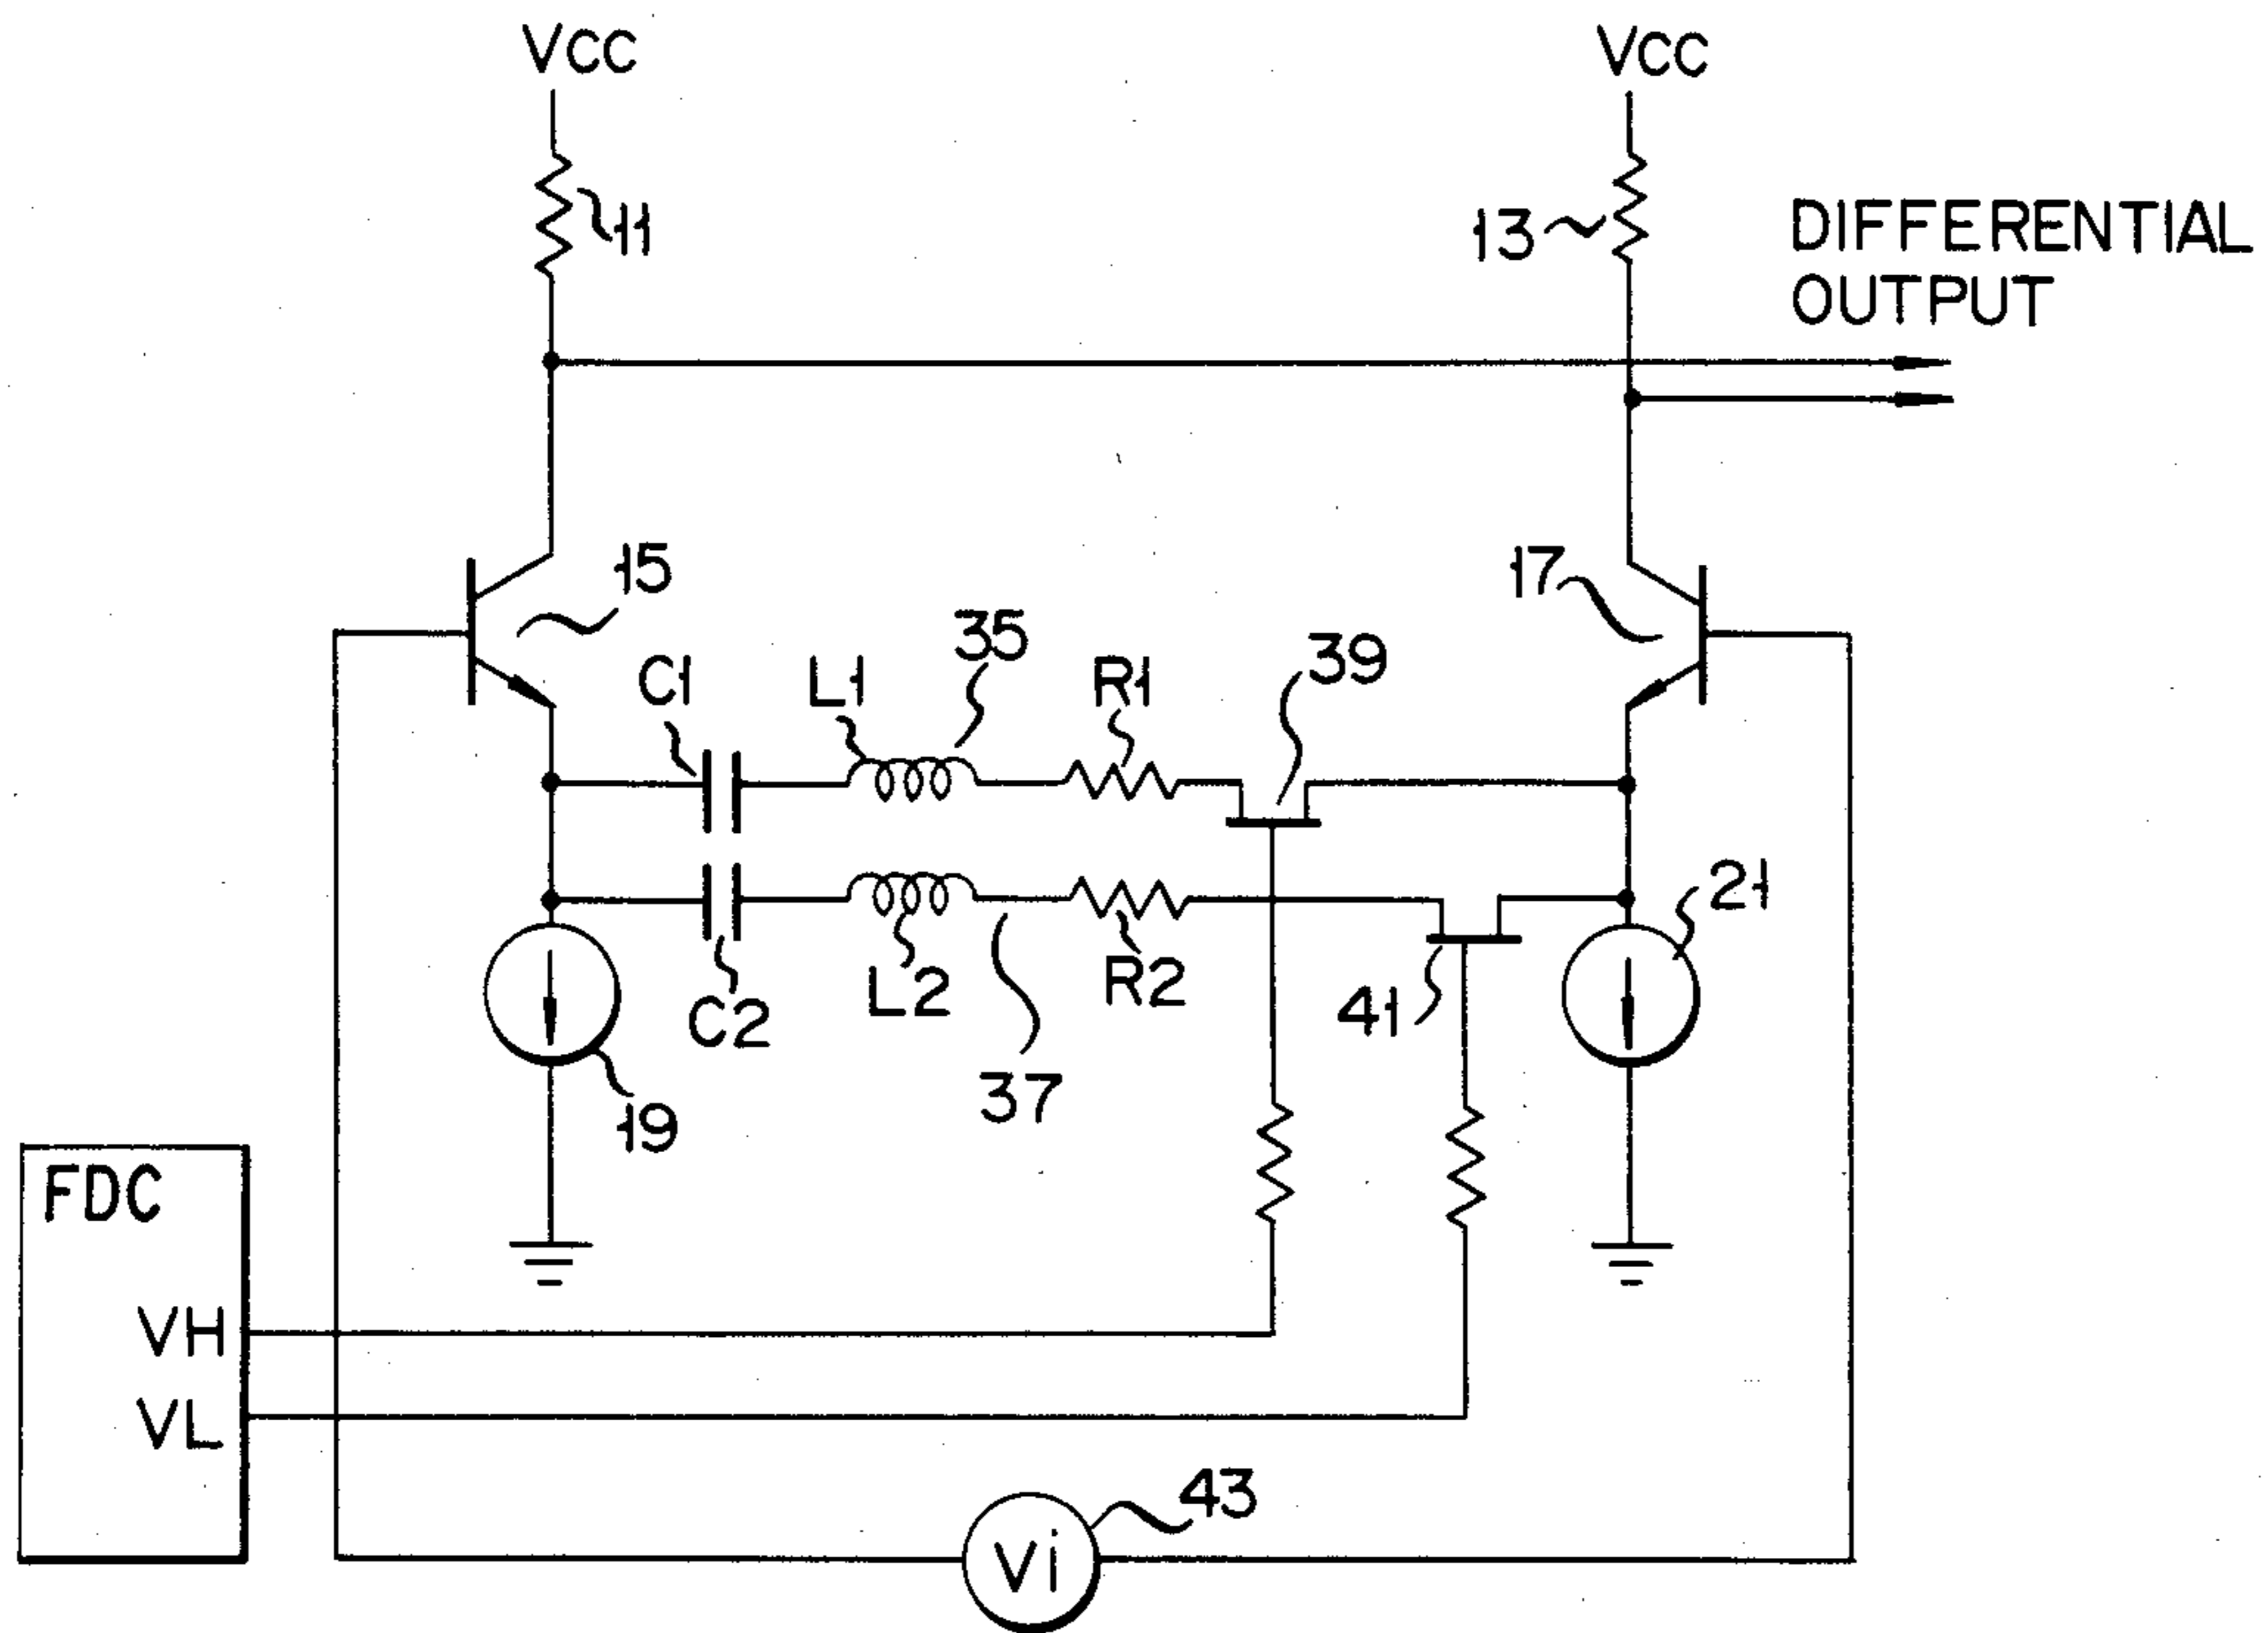 VCC
VCC
11
13
DIFFERENTIAL
OUTPUT
15
17
35
39
C1
L1
R1
21
C2
L2
R2
41
37
19
FDC
VH
VL
43
Vi